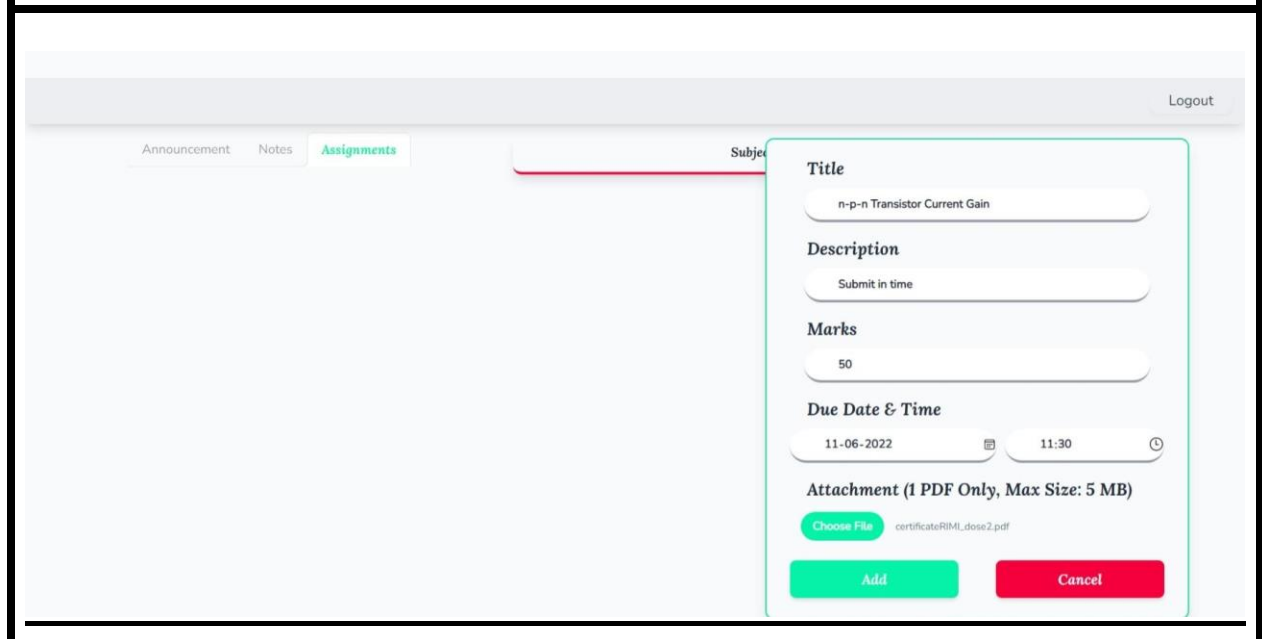 Logout
Announcement Notes Assignments
Subje
Title
n-p-n Transistor Current Gain
Description
Submit in time
Marks
50
Due Date & Time
11-06-2022 11:30
Attachment (1 PDF Only, Max Size: 5 MB)
Choose File certificateRIMI_dose2.pdf
Add Cancel